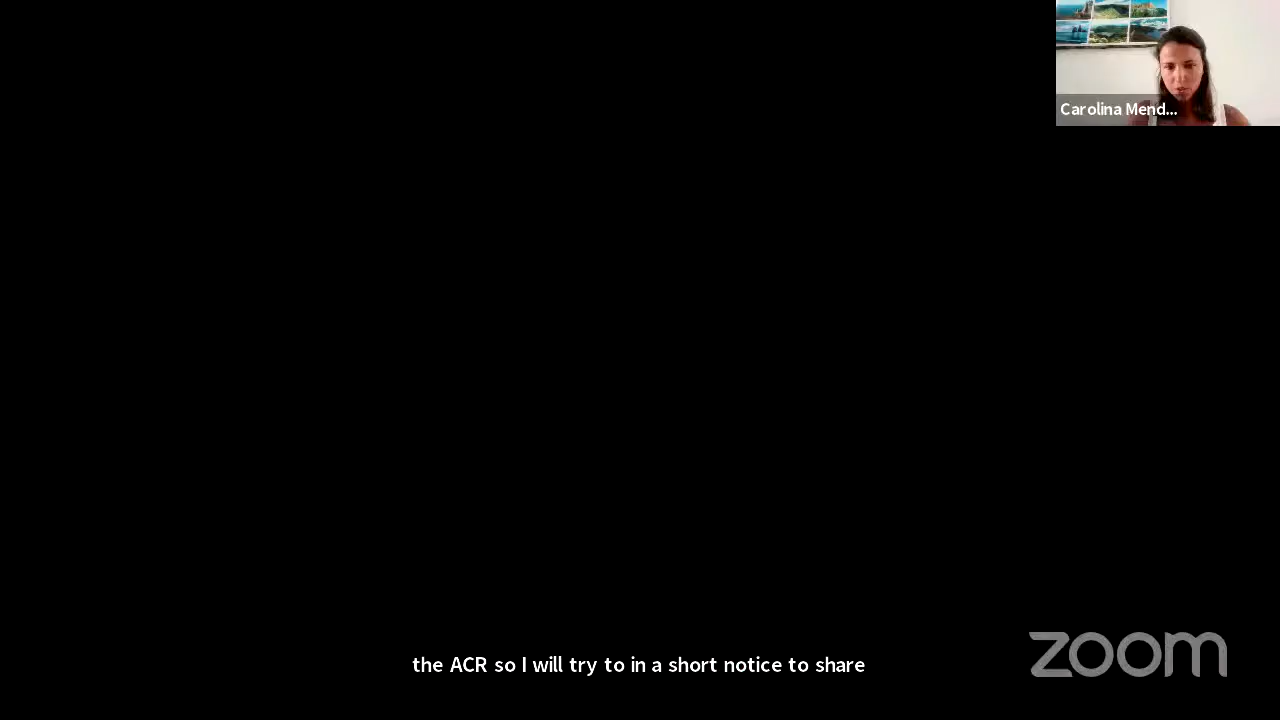 Carolina Mend...
the ACR so I will try to in a short notice to share
zoom